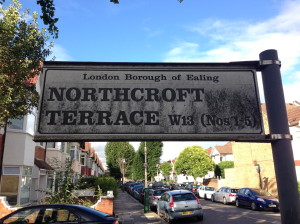 London Borough of Ealing
NORTHCROFT
TERRACE W13 (Nos 1-5)